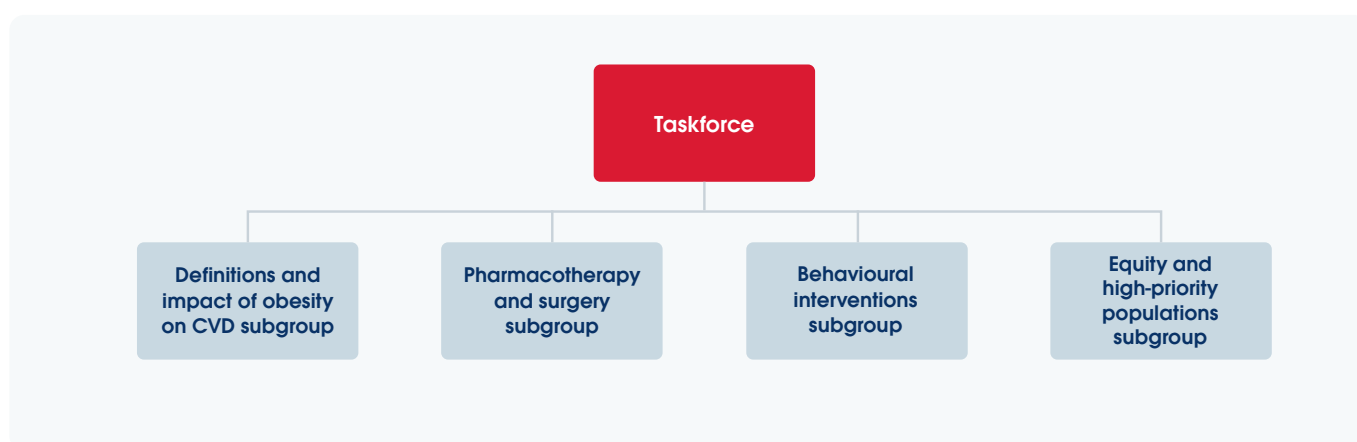 Taskforce
Definitions and
impact of obesity
on CVD subgroup
Pharmacotherapy
and surgery
subgroup
Behavioural
interventions
subgroup
Equity and
high-priority
populations
subgroup